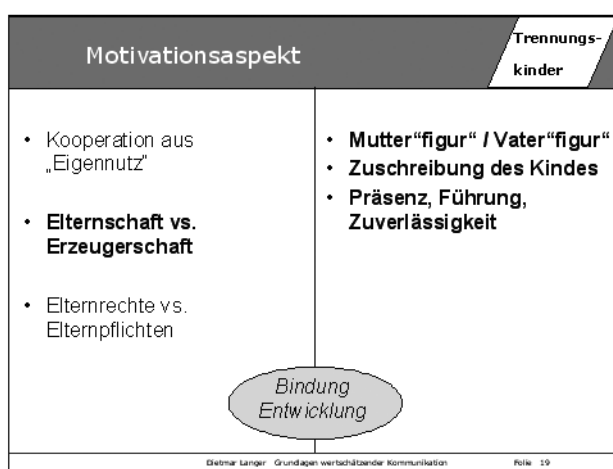 Motivationsaspekt
Trennungs-
kinder
• Kooperation aus
„Eigennutz“
• Elternschaft vs.
Erzeugerschaft
• Elternrechte vs.
Elternpflichten
• Mutter“figur“ / Vater“figur“
• Zuschreibung des Kindes
• Präsenz, Führung,
Zuverlässigkeit
Bindung
Entwicklung
Dietmar Langer Grundlagen wertschätzender Kommunikation Folie 19